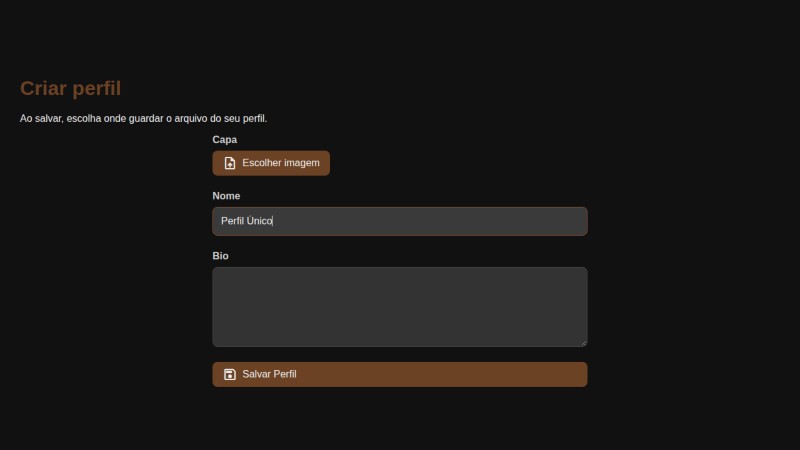 Criar perfil
Ao salvar, escolha onde guardar o arquivo do seu perfil.
Capa
Escolher imagem
Nome
Perfil Único
Bio
Salvar Perfil